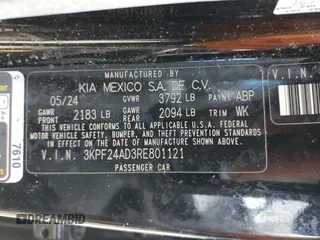 MANUFACTURED BY
KIA MEXICO S.A. DE C.V.
05/24 GVWR 3792 LB PAINT ABP
GAWR FRONT 2183 LB GAWR REAR 2094 LB TRIM WK
THIS VEHICLE CONFORMS TO ALL APPLICABLE U.S. FEDERAL
MOTOR VEHICLE SAFETY, BUMPER, AND THEFT PREVENTION
STANDARDS IN EFFECT ON THE DATE OF MANUFACTURE SHOWN ABOVE.
V.I.N. 3KPF24AD3RE801121
PASSENGER CAR
7610
V.I.N.